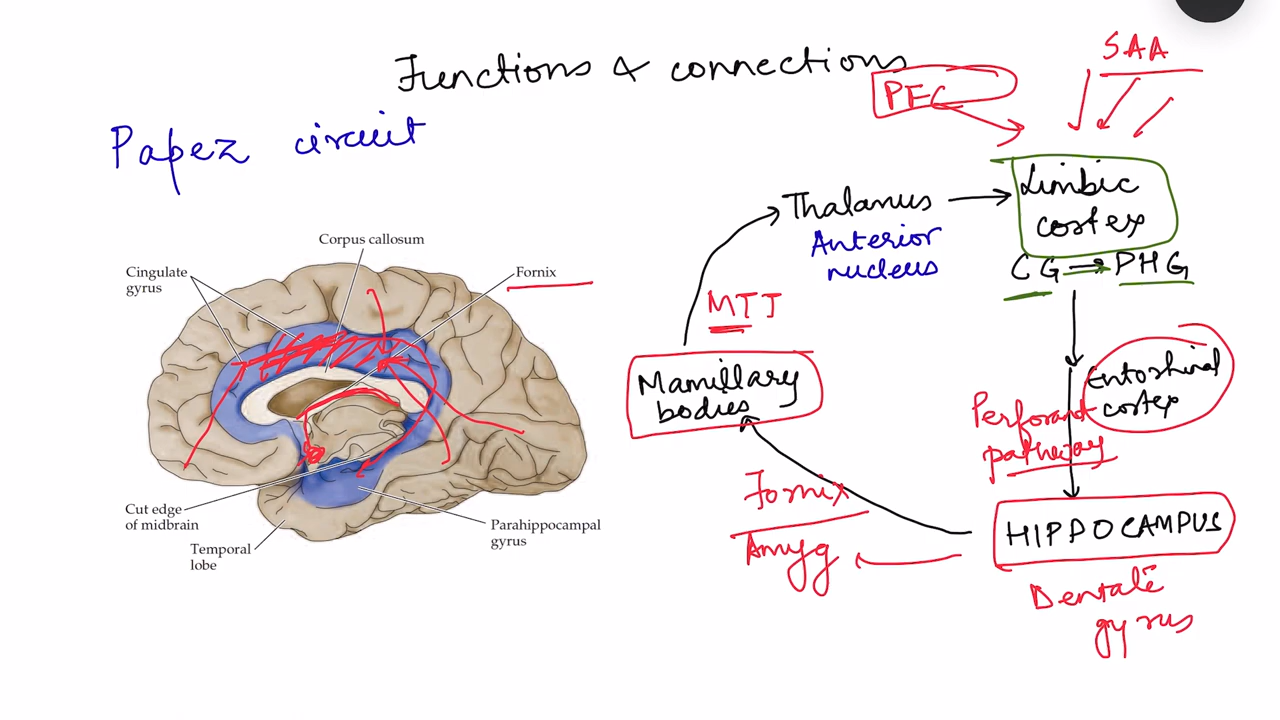 Functions & connections
Papez circuit
PFC
SAA
Limbic
cortex
CG ⇒ PHG
Thalamus
Anterior
nucleus
MTT
Mamillary
bodies
Entorhinal
cortex
Perforant
pathway
Fornix
Amyg
HIPPOCAMPUS
Dentate
gyrus
Corpus callosum
Cingulate
gyrus
Fornix
Cut edge
of midbrain
Temporal
lobe
Parahippocampal
gyrus